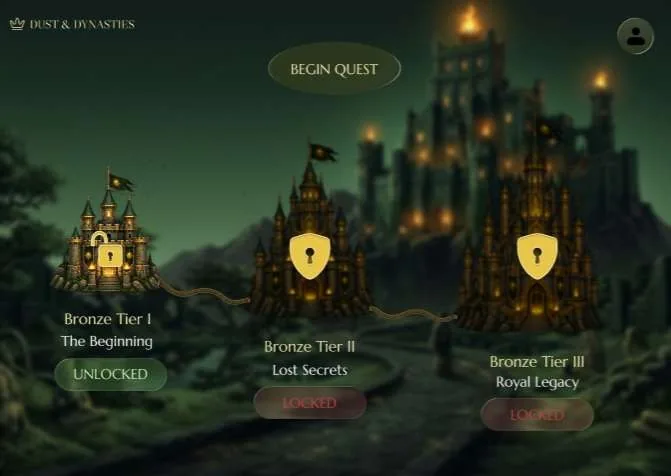 DUST & DYNASTIES
BEGIN QUEST
Bronze Tier I
The Beginning
UNLOCKED
Bronze Tier II
Lost Secrets
LOCKED
Bronze Tier III
Royal Legacy
LOCKED